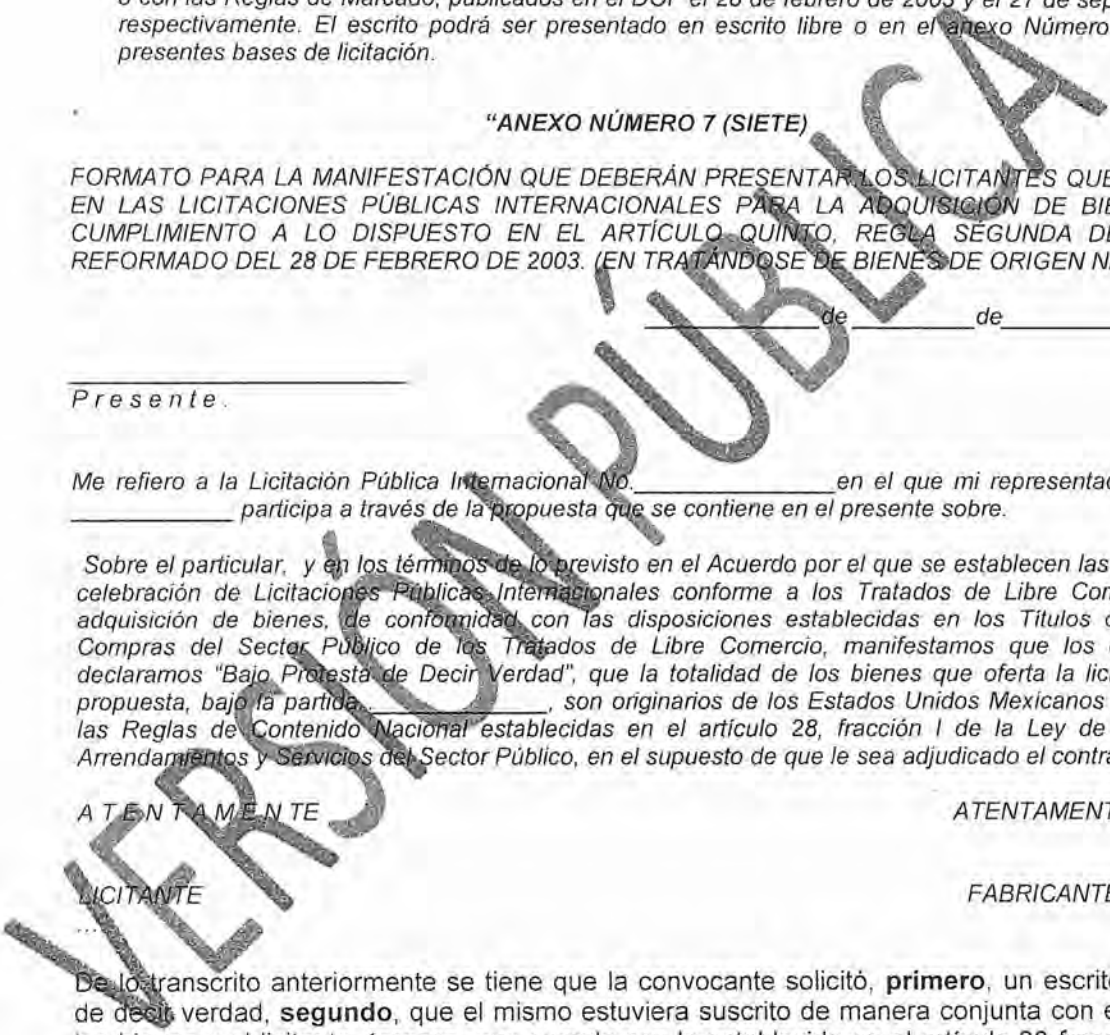 o con las Reglas de Marcado, publicados en el DOF el 28 de febrero de 2003 y el 27 de sep
respectivamente. El escrito podrá ser presentado en escrito libre o en el anexo Número
presentes bases de licitación.
"ANEXO NÚMERO 7 (SIETE)
FORMATO PARA LA MANIFESTACIÓN QUE DEBERÁN PRESENTAR LOS LICITANTES QUE
EN LAS LICITACIONES PÚBLICAS INTERNACIONALES PARA LA ADQUISICIÓN DE BIE
CUMPLIMIENTO A LO DISPUESTO EN EL ARTÍCULO QUINTO, REGLA SEGUNDA DE
REFORMADO DEL 28 DE FEBRERO DE 2003. (EN TRATÁNDOSE DE BIENES DE ORIGEN NA
____________ de ________ de ________
________________________
P r e s e n t e .
Me refiero a la Licitación Pública Internacional No. ______________ en el que mi representad
____________ participa a través de la propuesta que se contiene en el presente sobre.
Sobre el particular, y en los términos de lo previsto en el Acuerdo por el que se establecen las
celebración de Licitaciones Públicas Internacionales conforme a los Tratados de Libre Com
adquisición de bienes, de conformidad con las disposiciones establecidas en los Títulos o
Compras del Sector Público de los Tratados de Libre Comercio, manifestamos que los
declaramos "Bajo Protesta de Decir Verdad", que la totalidad de los bienes que oferta la lici
propuesta, bajo la partida ______________, son originarios de los Estados Unidos Mexicanos
las Reglas de Contenido Nacional establecidas en el artículo 28, fracción I de la Ley de
Arrendamientos y Servicios del Sector Público, en el supuesto de que le sea adjudicado el contra
A T E N T A M E N TE ATENTAMENT
LICITANTE FABRICANTE
.....
De lo transcrito anteriormente se tiene que la convocante solicitó, primero, un escrito
de decir verdad, segundo, que el mismo estuviera suscrito de manera conjunta con e
VERSIÓN PÚBLICA